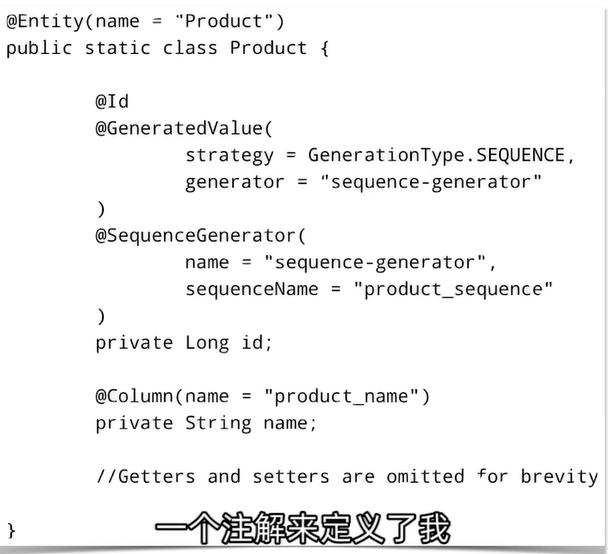 @Entity(name = "Product")
public static class Product {
@Id
@GeneratedValue(
strategy = GenerationType.SEQUENCE,
generator = "sequence-generator"
)
@SequenceGenerator(
name = "sequence-generator",
sequenceName = "product_sequence"
)
private Long id;
@Column(name = "product_name")
private String name;
//Getters and setters are omitted for brevity
}
一个注解来定义了我